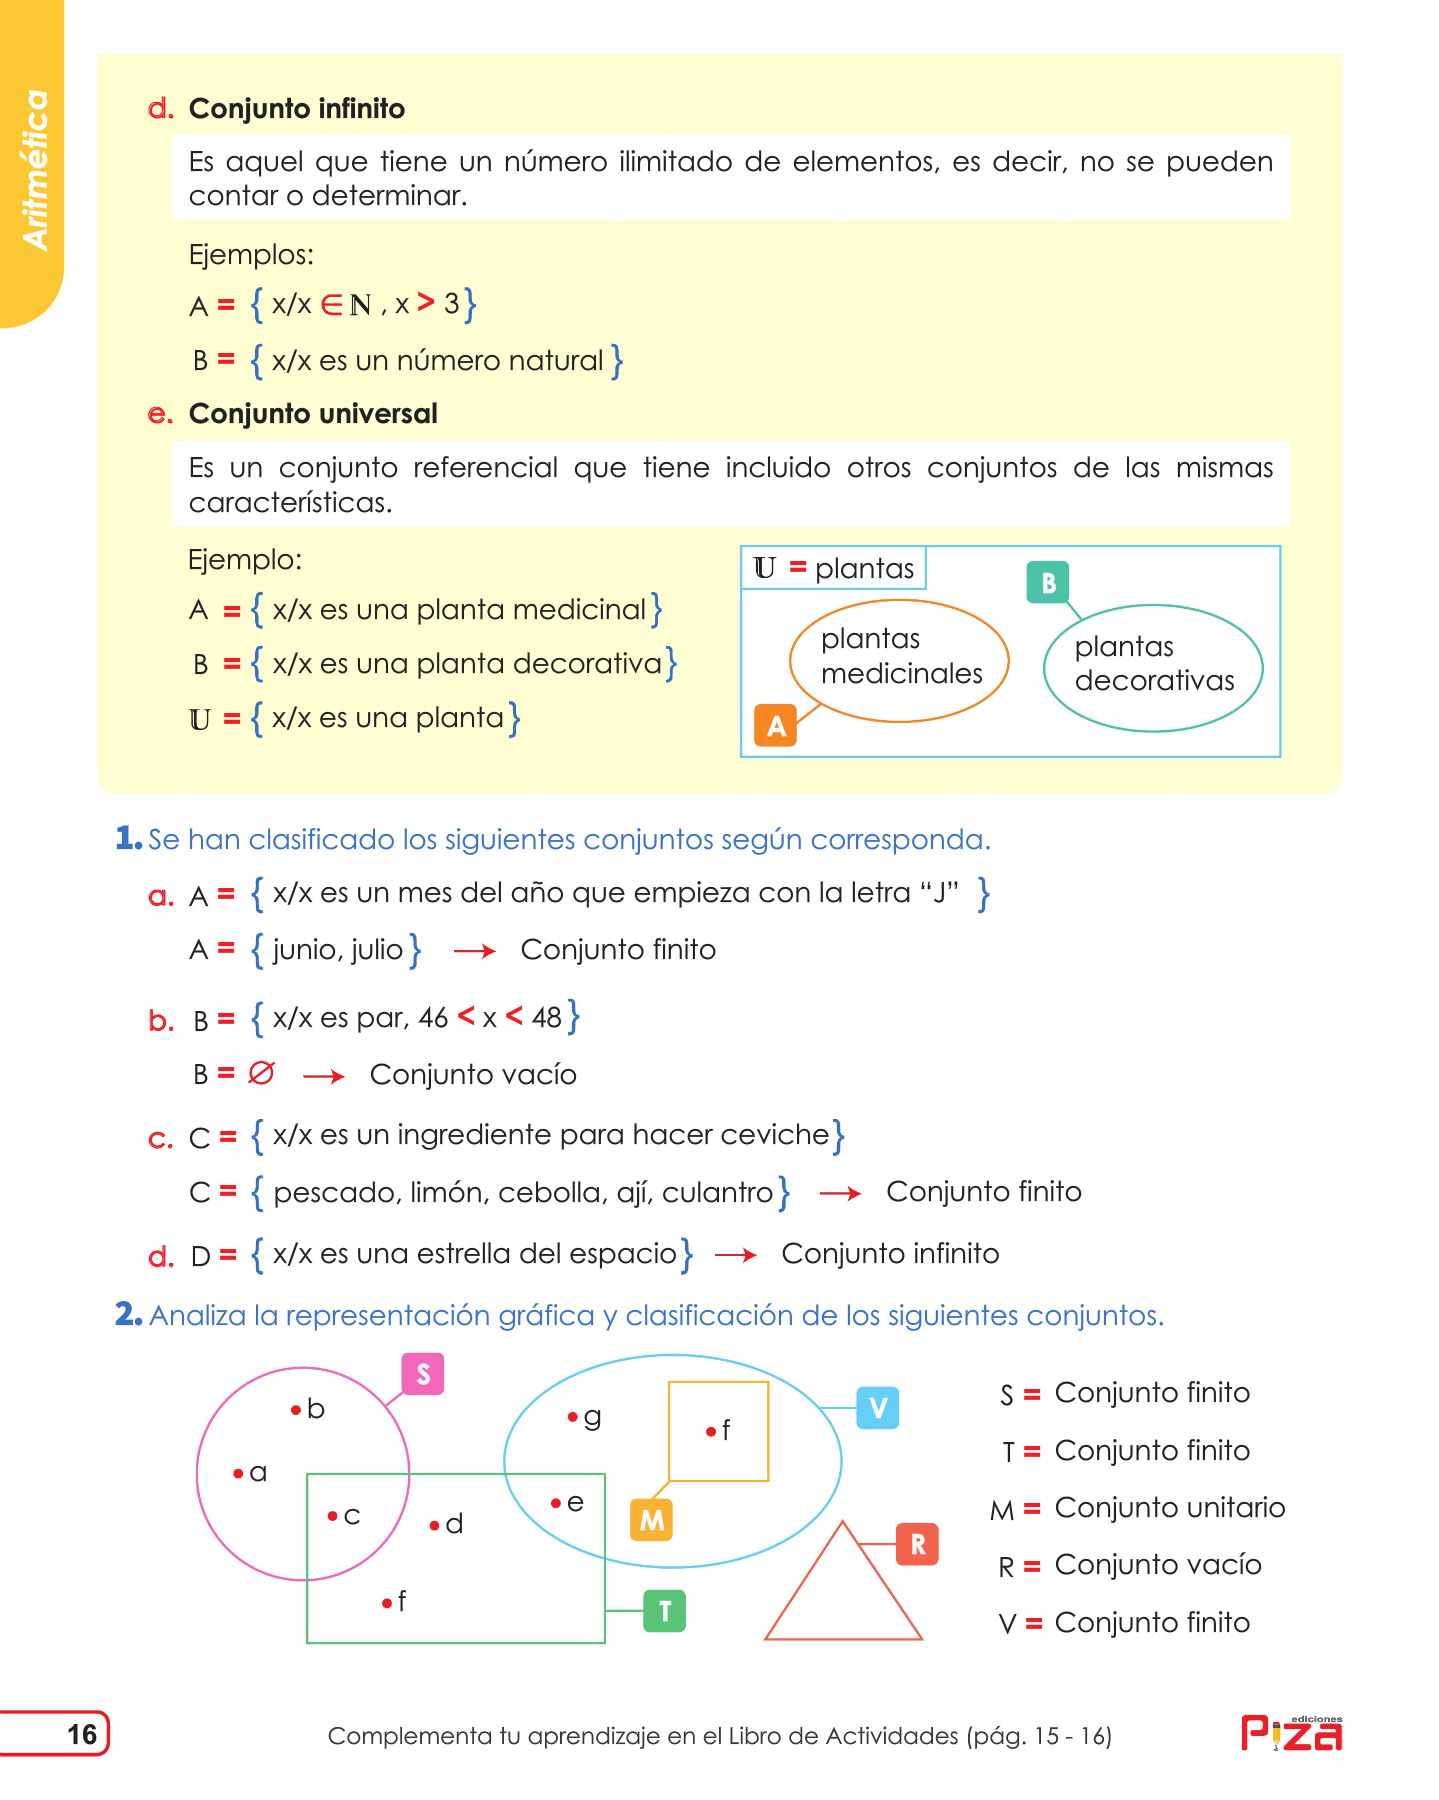 Aritmética
d. Conjunto infinito
Es aquel que tiene un número ilimitado de elementos, es decir, no se pueden
contar o determinar.
Ejemplos:
A = { x/x ∈ ℕ , x > 3}
B = { x/x es un número natural }
e. Conjunto universal
Es un conjunto referencial que tiene incluido otros conjuntos de las mismas
características.
Ejemplo:
A = { x/x es una planta medicinal}
B = { x/x es una planta decorativa}
𝕌 = { x/x es una planta}
𝕌 = plantas
B
plantas
medicinales
plantas
decorativas
A
1. Se han clasificado los siguientes conjuntos según corresponda.
a. A = { x/x es un mes del año que empieza con la letra “J” }
A = { junio, julio} → Conjunto finito
b. B = { x/x es par, 46 < x < 48}
B = ∅ → Conjunto vacío
c. C = { x/x es un ingrediente para hacer ceviche}
C = { pescado, limón, cebolla, ají, culantro} → Conjunto finito
d. D = { x/x es una estrella del espacio} → Conjunto infinito
2. Analiza la representación gráfica y clasificación de los siguientes conjuntos.
S
b
a
c
d
f
T
g
f
e
M
V
R
S = Conjunto finito
T = Conjunto finito
M = Conjunto unitario
R = Conjunto vacío
V = Conjunto finito
16
Complementa tu aprendizaje en el Libro de Actividades (pág. 15 - 16)
ediciones
Piza